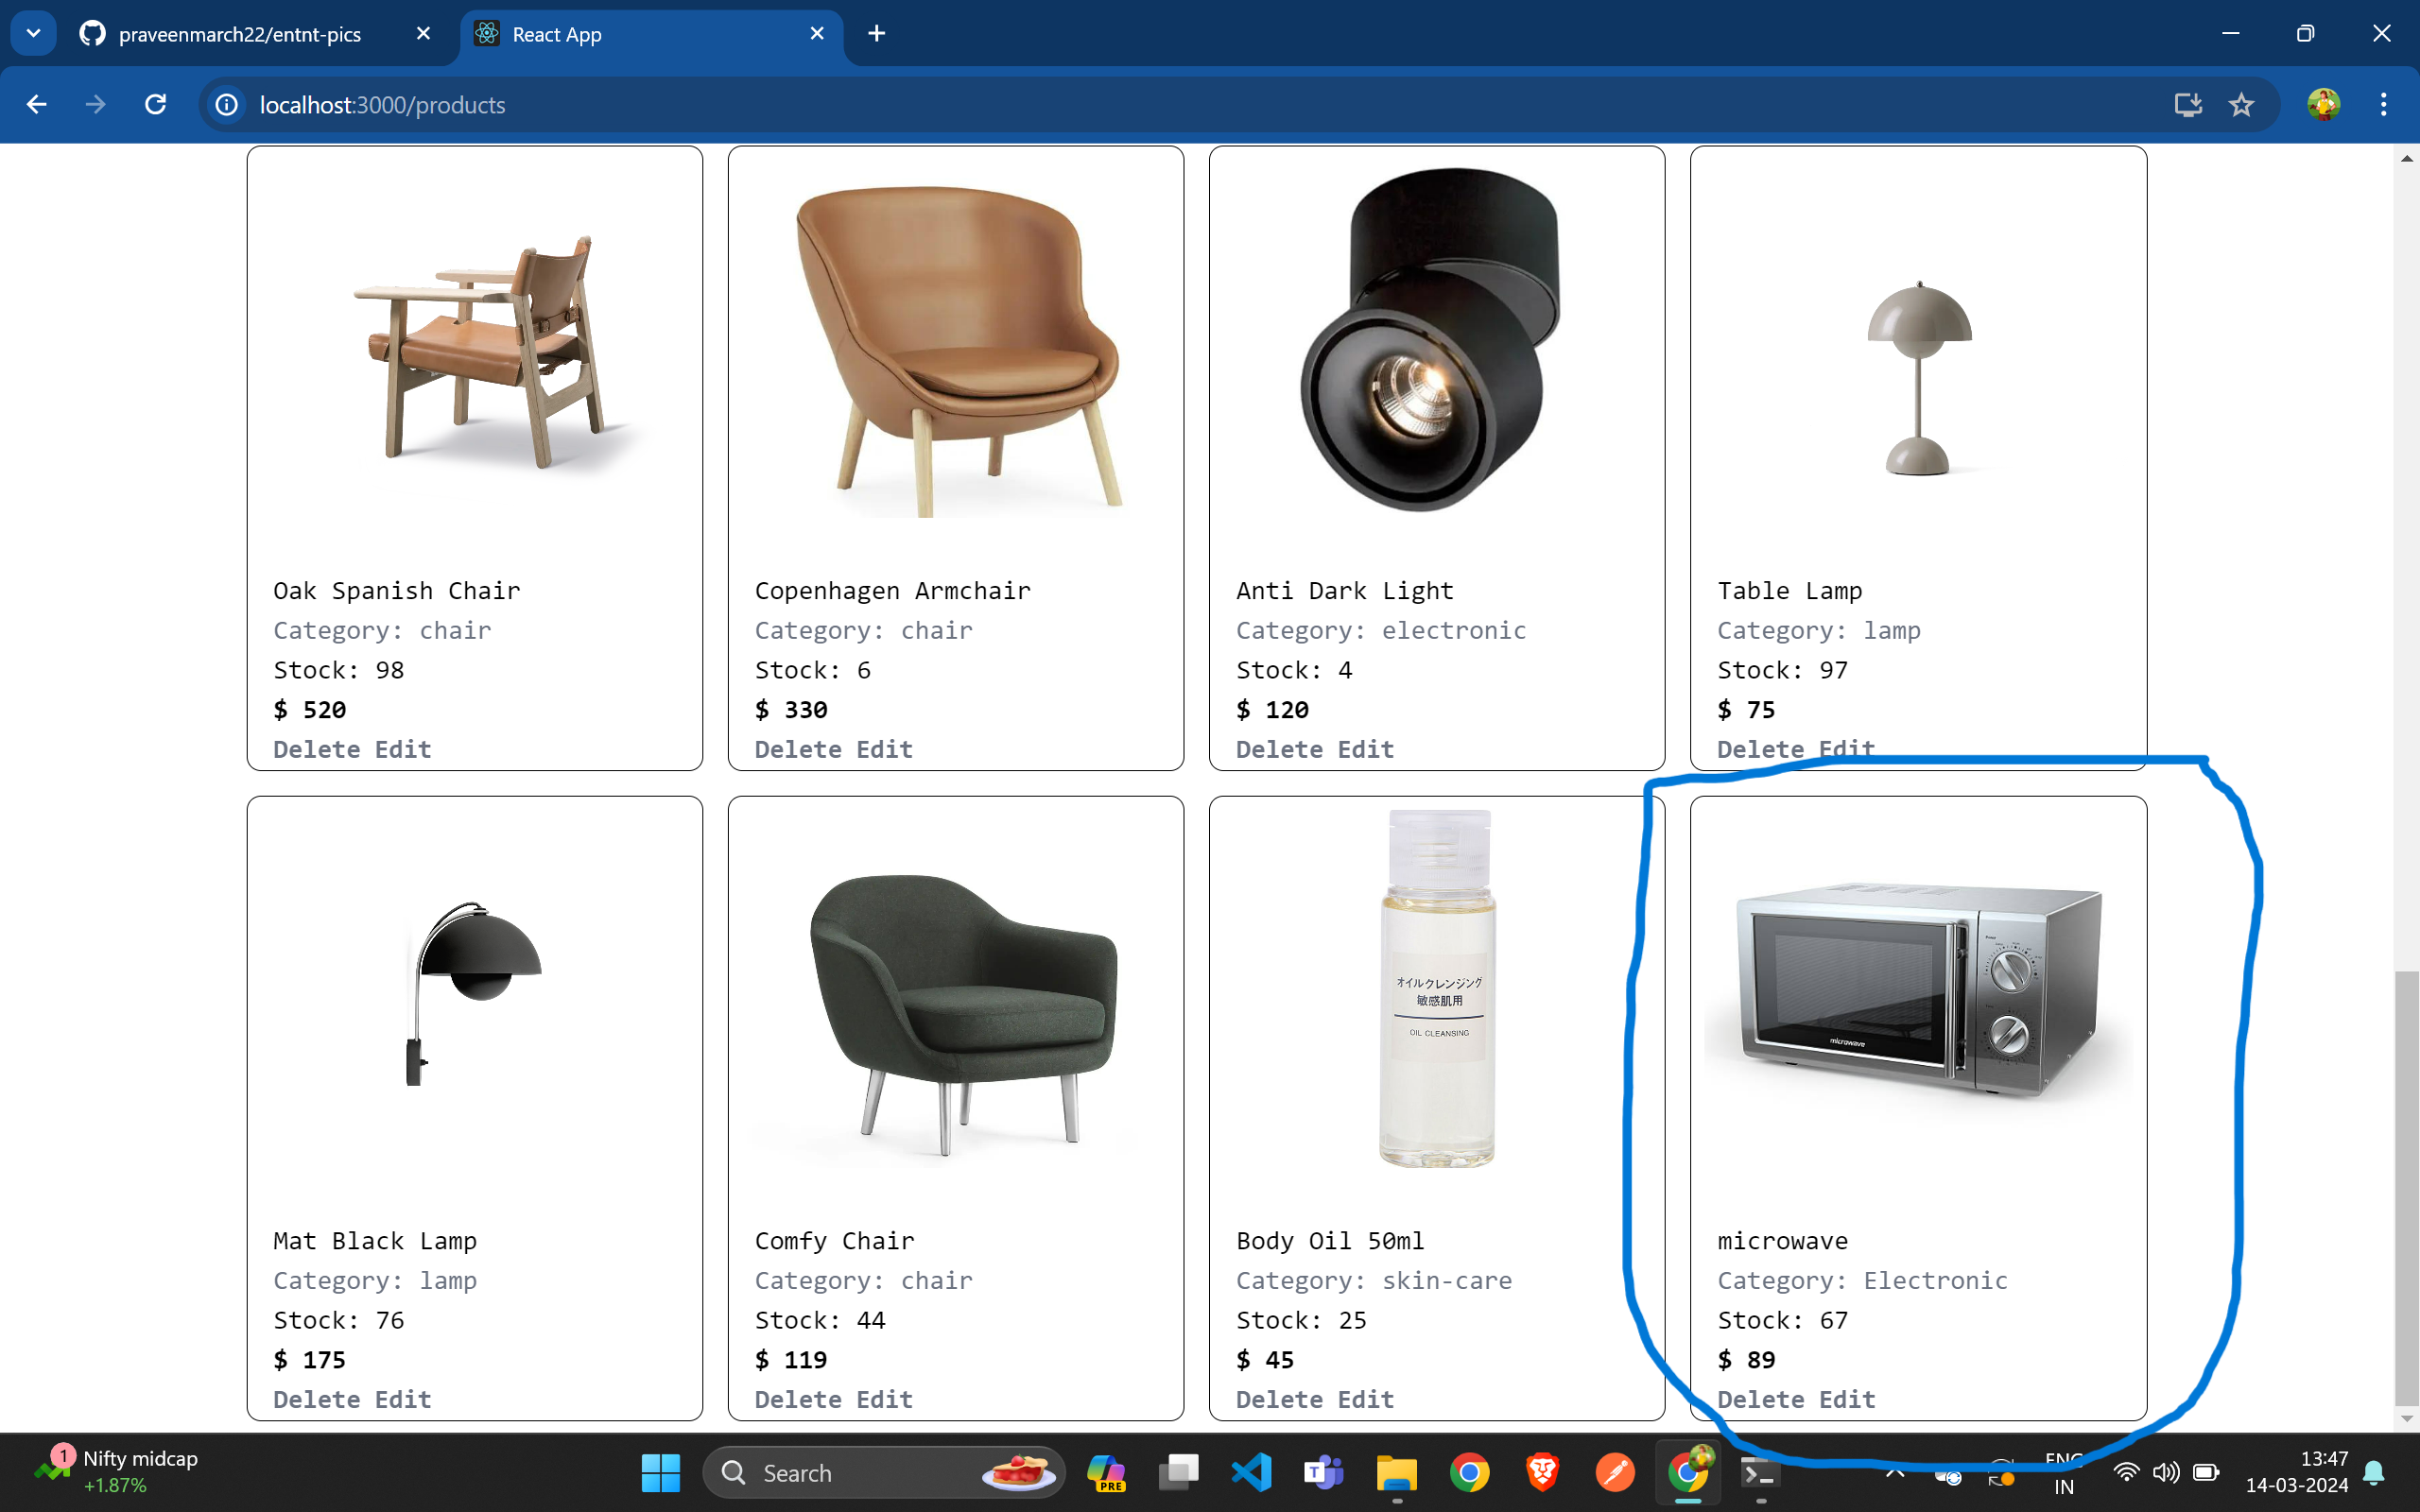 praveenmarch22/entnt-pics
React App
localhost:3000/products
Oak Spanish Chair
Category: chair
Stock: 98
$ 520
Delete Edit
Copenhagen Armchair
Category: chair
Stock: 6
$ 330
Delete Edit
Anti Dark Light
Category: electronic
Stock: 4
$ 120
Delete Edit
Table Lamp
Category: lamp
Stock: 97
$ 75
Delete Edit
Mat Black Lamp
Category: lamp
Stock: 76
$ 175
Delete Edit
Comfy Chair
Category: chair
Stock: 44
$ 119
Delete Edit
オイルクレンジング
敏感肌用
OIL CLEANSING
Body Oil 50ml
Category: skin-care
Stock: 25
$ 45
Delete Edit
microwave
microwave
Category: Electronic
Stock: 67
$ 89
Delete Edit
1
Nifty midcap
+1.87%
Search
PRE
T
ENG
IN
13:47
14-03-2024